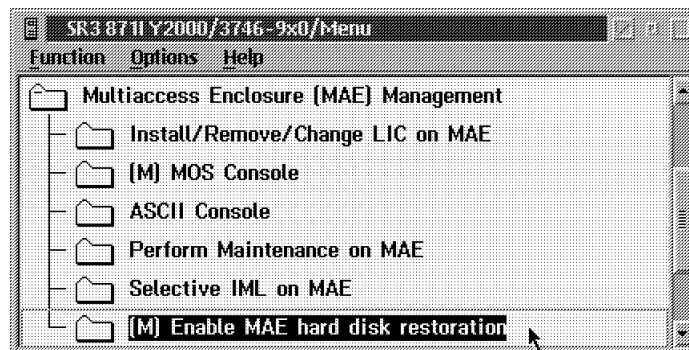 SR3 8711 Y2000/3746-9x0/Menu
Function Options Help
Multiaccess Enclosure (MAE) Management
Install/Remove/Change LIC on MAE
(M) MOS Console
ASCII Console
Perform Maintenance on MAE
Selective IML on MAE
(M) Enable MAE hard disk restoration